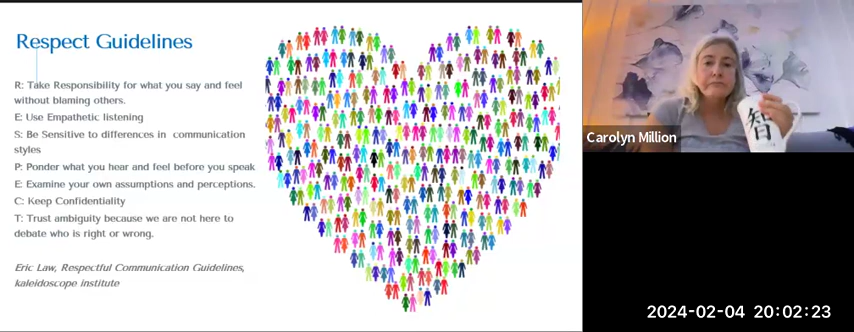 Respect Guidelines
R: Take Responsibility for what you say and feel
without blaming others.
E: Use Empathetic listening
S: Be Sensitive to differences in communication
styles
P: Ponder what you hear and feel before you speak
E: Examine your own assumptions and perceptions.
C: Keep Confidentiality
T: Trust ambiguity because we are not here to
debate who is right or wrong.
Eric Law, Respectful Communication Guidelines,
kaleidoscope institute
智
Carolyn Million
2024-02-04 20:02:23